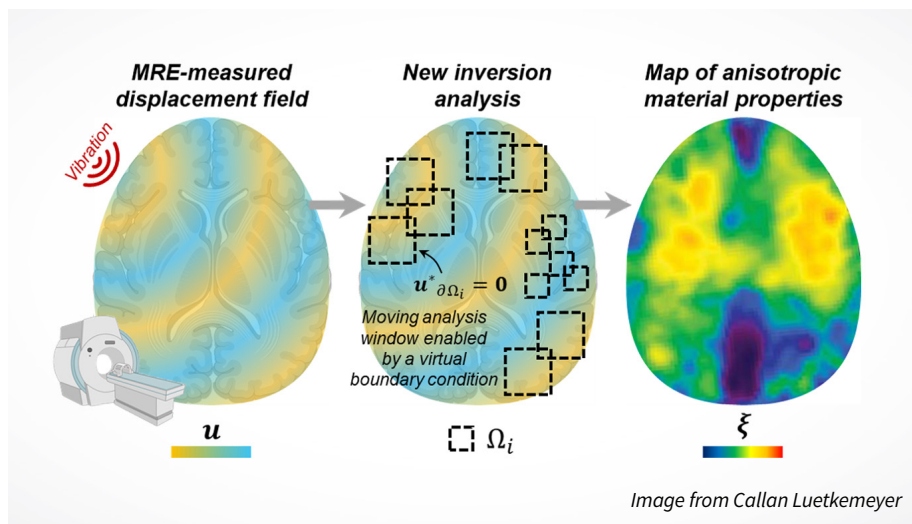 MRE-measured
displacement field
New inversion
analysis
Map of anisotropic
material properties
Vibration
u*∂Ωi = 0
Moving analysis
window enabled
by a virtual
boundary condition
u
Ωi
ξ
Image from Callan Luetkemeyer